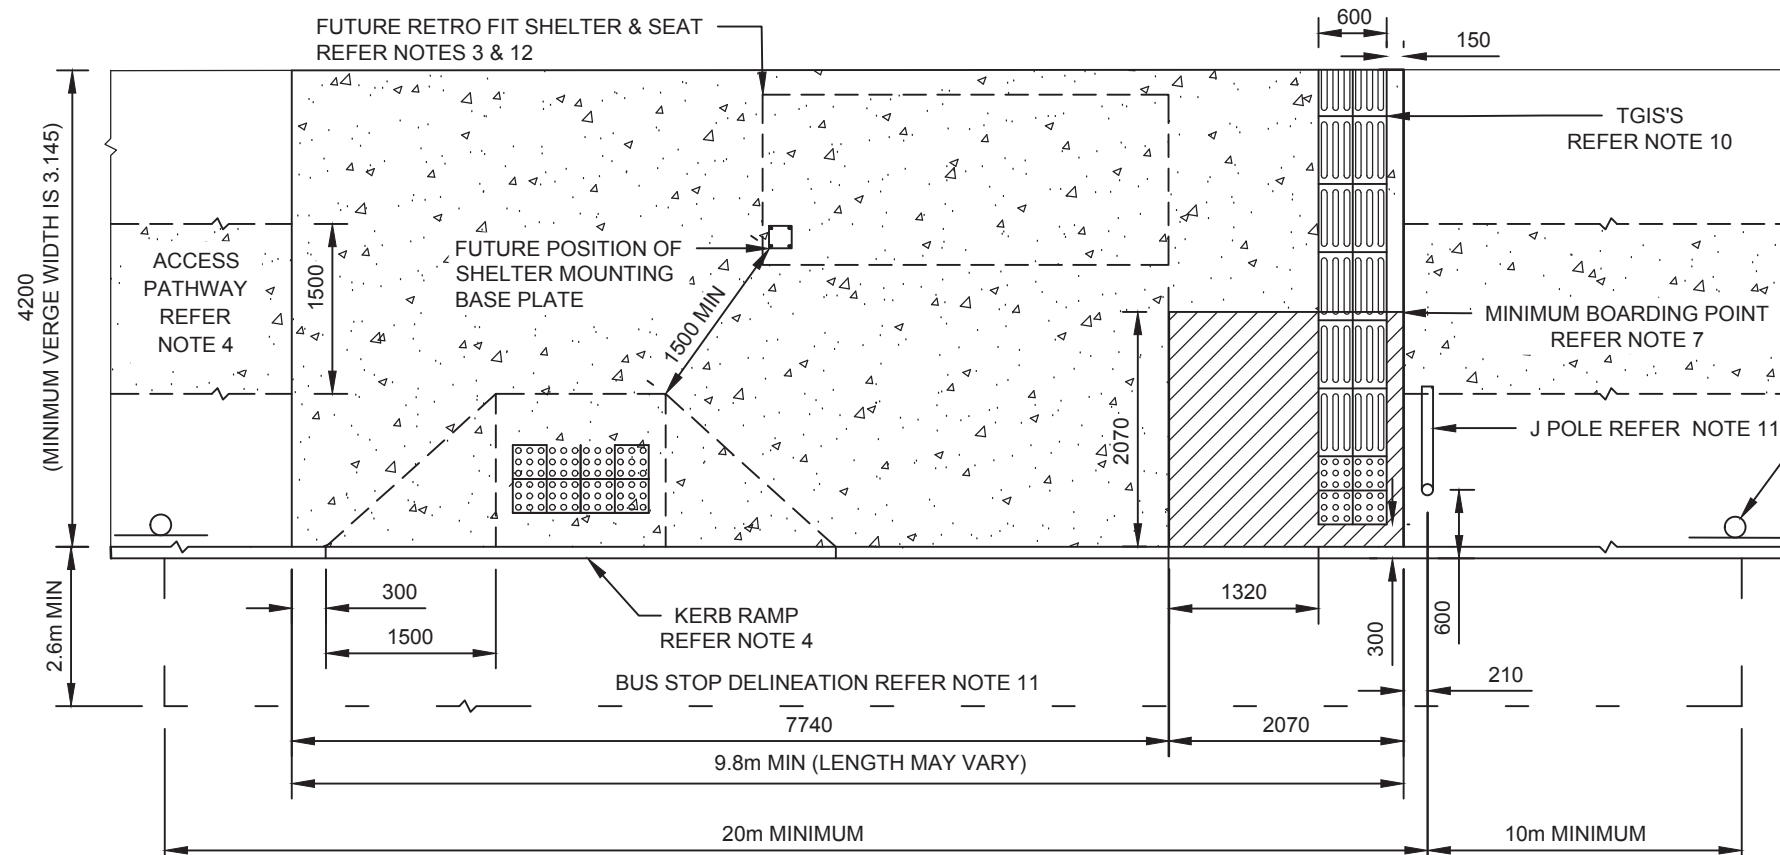 FUTURE RETRO FIT SHELTER & SEAT
REFER NOTES 3 & 12
600
150
TGIS'S
REFER NOTE 10
4200
(MINIMUM VERGE WIDTH IS 3.145)
ACCESS
PATHWAY
REFER
NOTE 4
1500
FUTURE POSITION OF
SHELTER MOUNTING
BASE PLATE
1500 MIN
MINIMUM BOARDING POINT
REFER NOTE 7
2070
J POLE REFER NOTE 11
2.6m MIN
300
1500
KERB RAMP
REFER NOTE 4
1320
300
600
210
BUS STOP DELINEATION REFER NOTE 11
7740
2070
9.8m MIN (LENGTH MAY VARY)
20m MINIMUM
10m MINIMUM